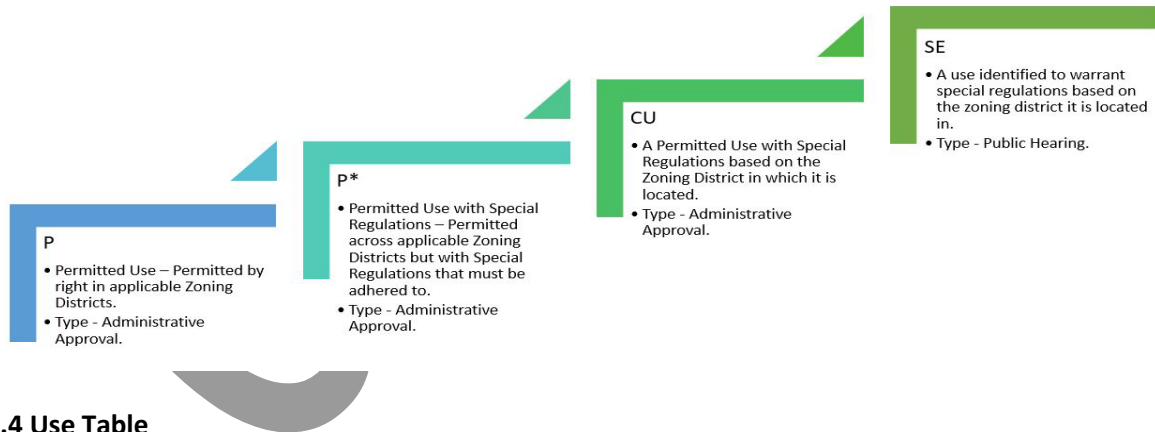 P
• Permitted Use – Permitted by
right in applicable Zoning
Districts.
• Type - Administrative
Approval.
P*
• Permitted Use with Special
Regulations – Permitted
across applicable Zoning
Districts but with Special
Regulations that must be
adhered to.
• Type - Administrative
Approval.
CU
• A Permitted Use with Special
Regulations based on the
Zoning District in which it is
located.
• Type - Administrative
Approval.
SE
• A use identified to warrant
special regulations based on
the zoning district it is located
in.
• Type - Public Hearing.
.4 Use Table